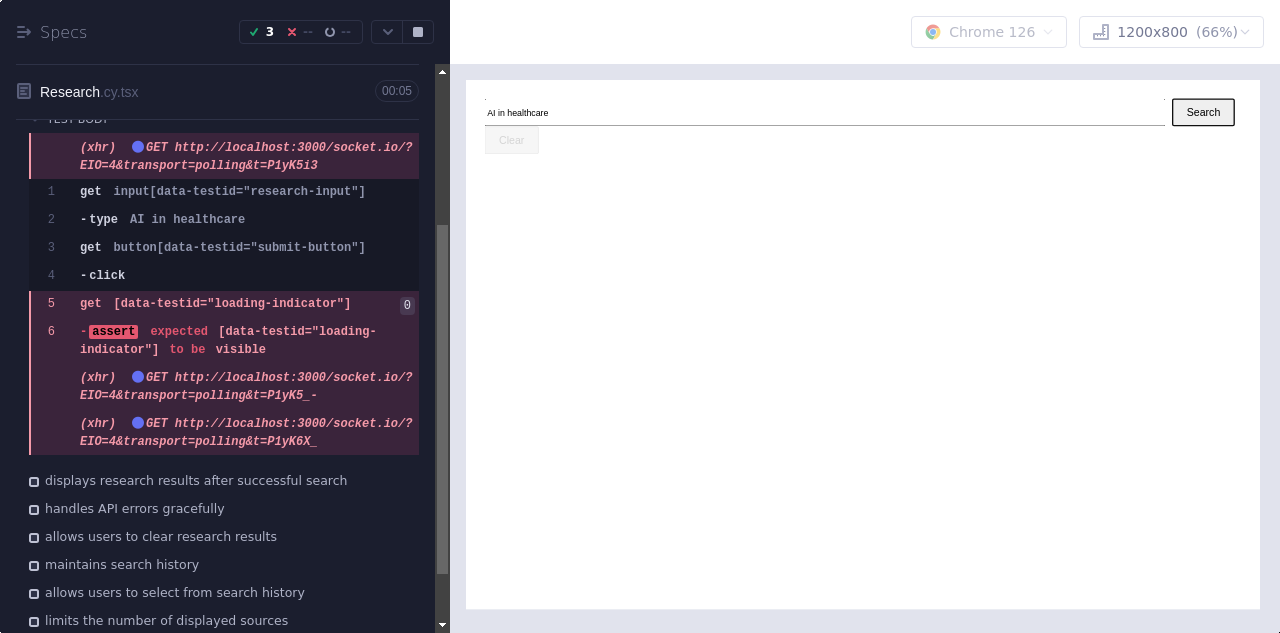 Specs
3 -- --
Chrome 126
1200x800 (66%)
Research.cy.tsx
00:05
TEST BODY
(xhr) GET http://localhost:3000/socket.io/?
EIO=4&transport=polling&t=P1yK5i3
1 get input[data-testid="research-input"]
2 -type AI in healthcare
3 get button[data-testid="submit-button"]
4 -click
5 get [data-testid="loading-indicator"] 0
6 -assert expected [data-testid="loading-
indicator"] to be visible
(xhr) GET http://localhost:3000/socket.io/?
EIO=4&transport=polling&t=P1yK5_-
(xhr) GET http://localhost:3000/socket.io/?
EIO=4&transport=polling&t=P1yK6X_
displays research results after successful search
handles API errors gracefully
allows users to clear research results
maintains search history
allows users to select from search history
limits the number of displayed sources
AI in healthcare
Search
Clear